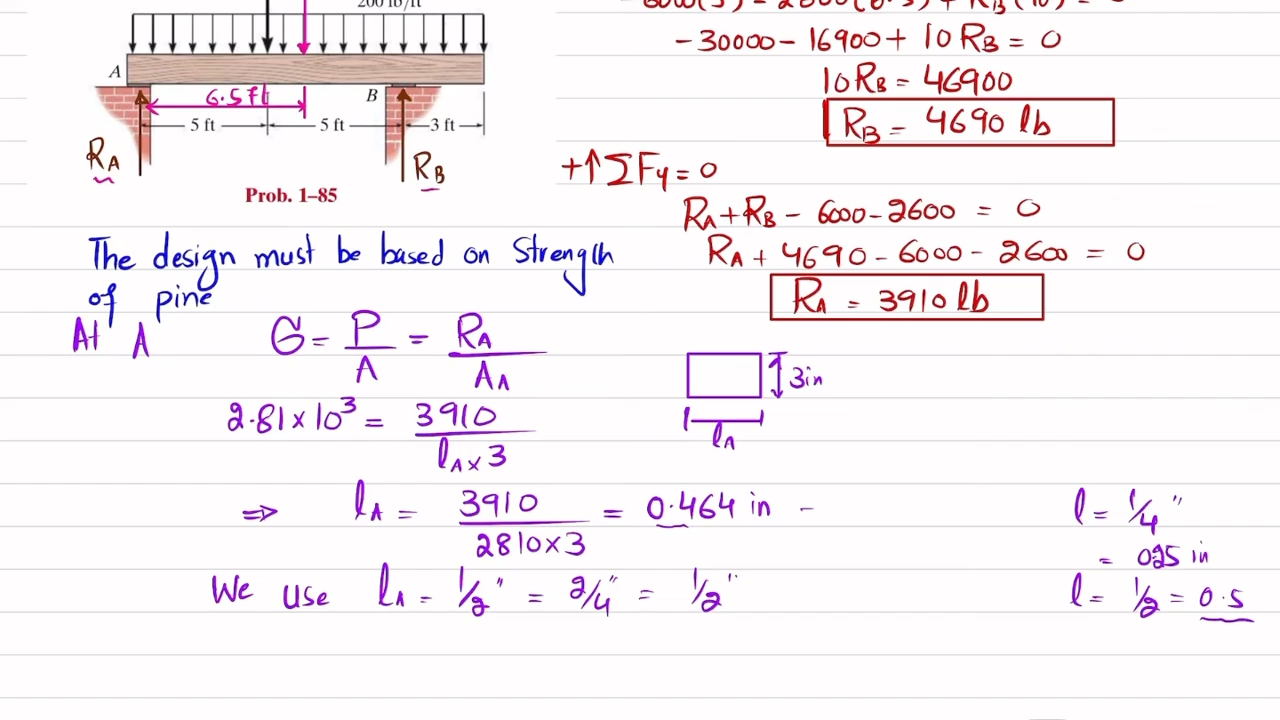 200 lb/ft
A
6.5 ft
B
5 ft
5 ft
3 ft
RA
RB
Prob. 1–85
- 30000 - 16900 + 10 RB = 0
10 RB = 46900
RB = 4690 lb
+↑ ΣFy = 0
RA + RB - 6000 - 2600 = 0
RA + 4690 - 6000 - 2600 = 0
RA = 3910 lb
The design must be based on Strength
of pine
At A
σ = P/A = RA/AA
3in
lA
2.81 × 10³ = 3910/(lA × 3)
⇒ lA = 3910/(2810 × 3) = 0.464 in -
l = 1/4"
= 0.25 in
We use lA = 1/2" = 2/4" = 1/2"
l = 1/2 = 0.5